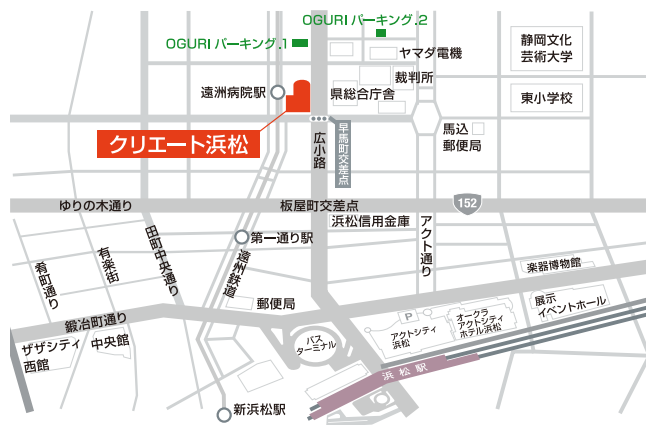 OGURI パーキング.2
OGURI パーキング.1
ヤマダ電機
静岡文化
芸術大学
裁判所
遠洲病院駅
県総合庁舎
東小学校
クリエート浜松
広小路
早馬町交差点
馬込
郵便局
ゆりの木通り
板屋町交差点
152
浜松信用金庫
アクト通り
第一通り駅
遠州鉄道
田町中央通り
有楽街
肴町通り
楽器博物館
郵便局
展示
イベントホール
鍛冶町通り
P
オークラ
アクトシティ
ホテル浜松
アクトシティ
浜松
バス
ターミナル
ザザシティ
西館
中央館
浜松駅
新浜松駅